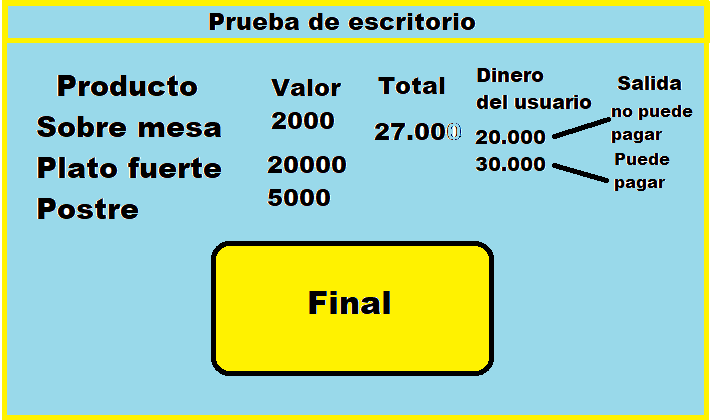 Prueba de escritorio
Producto Valor Total Dinero del usuario Salida
Sobre mesa 2000 27.000 20.000 no puede pagar
Plato fuerte 20000 30.000 Puede pagar
Postre 5000
Final